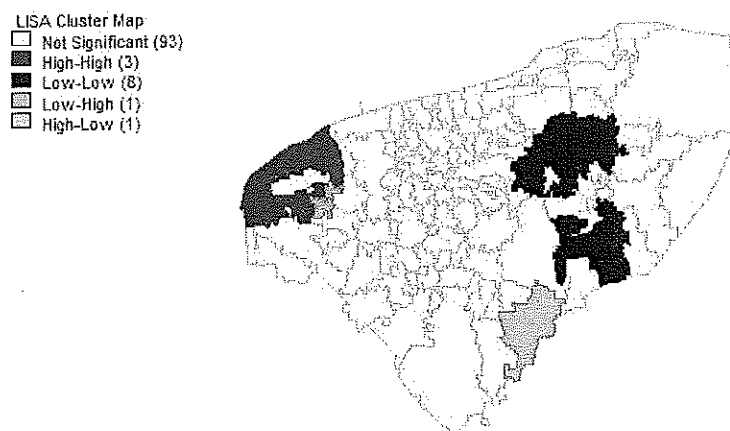 LISA Cluster Map
Not Significant (93)
High-High (3)
Low-Low (8)
Low-High (1)
High-Low (1)